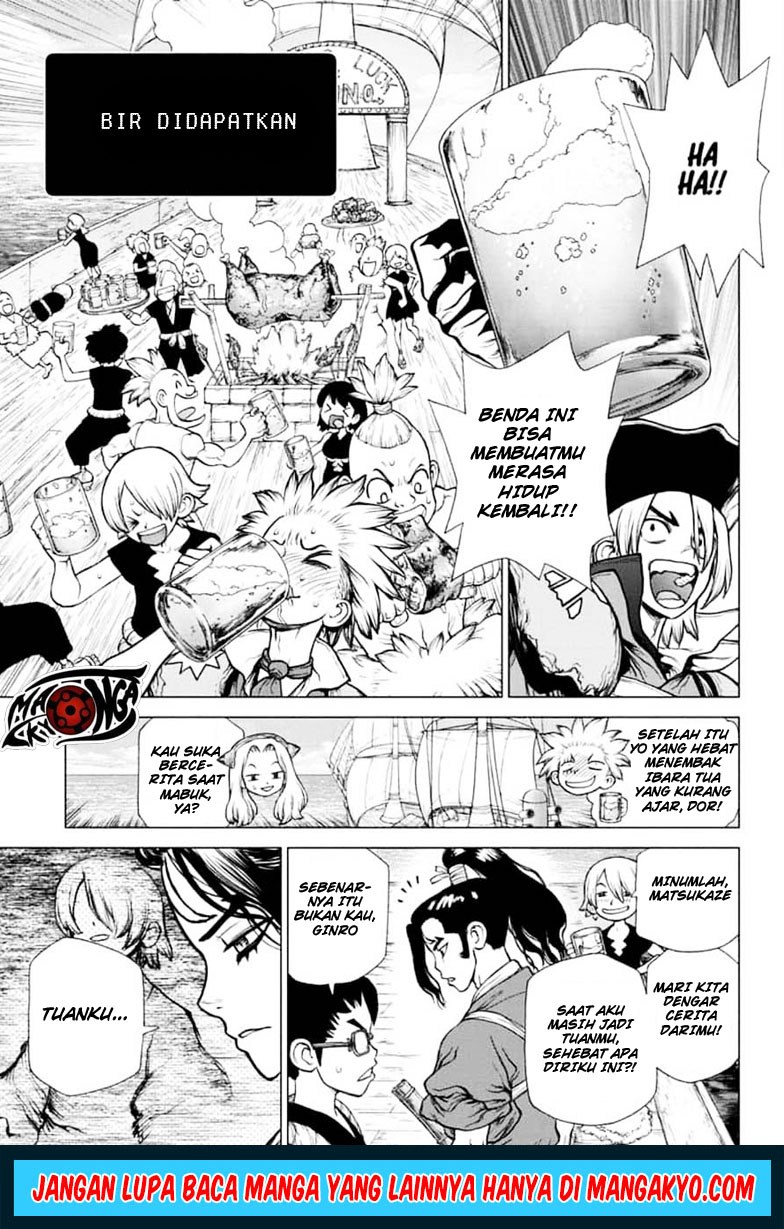 HA
HA!!
LUCK
BIR DIDAPATKAN
BENDA INI
BISA
MEMBUATMU
MERASA
HIDUP
KEMBALI!!
MANGA
KYO
SETELAH ITU
YO YANG HEBAT
MENEMBAK
IBARA TUA
YANG KURANG
AJAR, DOR!
KAU SUKA
BERCE-
RITA SAAT
MABUK,
YA?
MINUMLAH,
MATSUKAZE
MARI KITA
DENGAR
CERITA
DARIMU!
SAAT AKU
MASIH JADI
TUANMU,
SEHEBAT APA
DIRIKU INI?!
SEBENAR-
NYA ITU
BUKAN KAU,
GINRO
TUANKU...
JANGAN LUPA BACA MANGA YANG LAINNYA HANYA DI MANGAKYO.COM